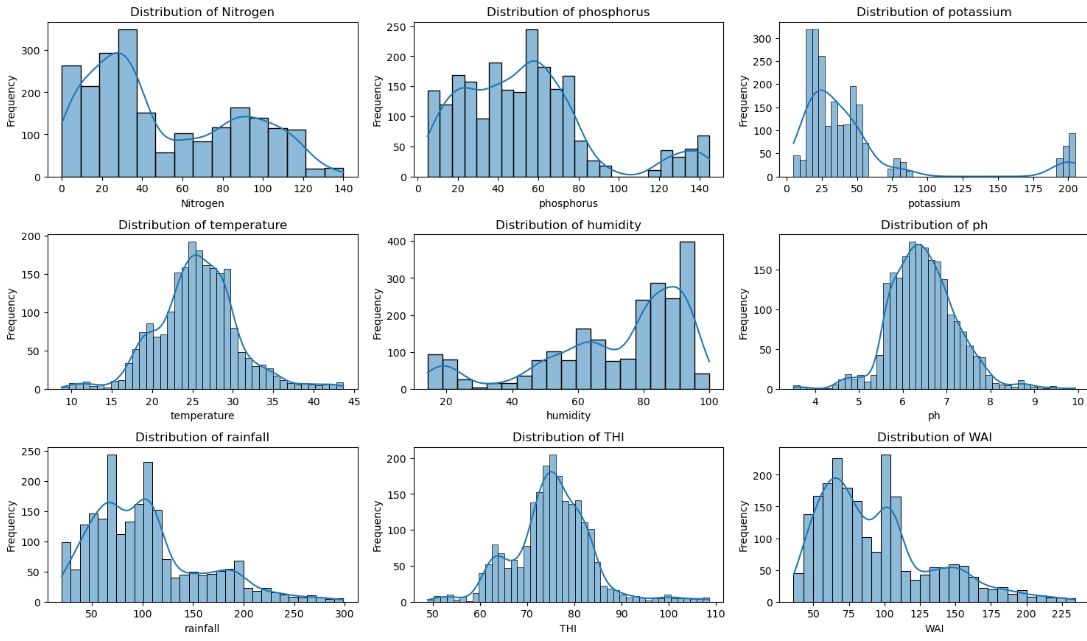 Distribution of Nitrogen
Frequency
300
200
100
0
0 20 40 60 80 100 120 140
Nitrogen
Distribution of phosphorus
Frequency
250
200
150
100
50
0
20 40 60 80 100 120 140
phosphorus
Distribution of potassium
Frequency
300
250
200
150
100
50
0
0 25 50 75 100 125 150 175 200
potassium
Distribution of temperature
Frequency
200
150
100
50
0
10 15 20 25 30 35 40 45
temperature
Distribution of humidity
Frequency
400
300
200
100
0
20 40 60 80 100
humidity
Distribution of ph
Frequency
150
100
50
0
4 5 6 7 8 9 10
ph
Distribution of rainfall
Frequency
250
200
150
100
50
0
50 100 150 200 250 300
rainfall
Distribution of THI
Frequency
200
150
100
50
0
50 60 70 80 90 100 110
THI
Distribution of WAI
Frequency
200
150
100
50
0
50 75 100 125 150 175 200 225
WAI